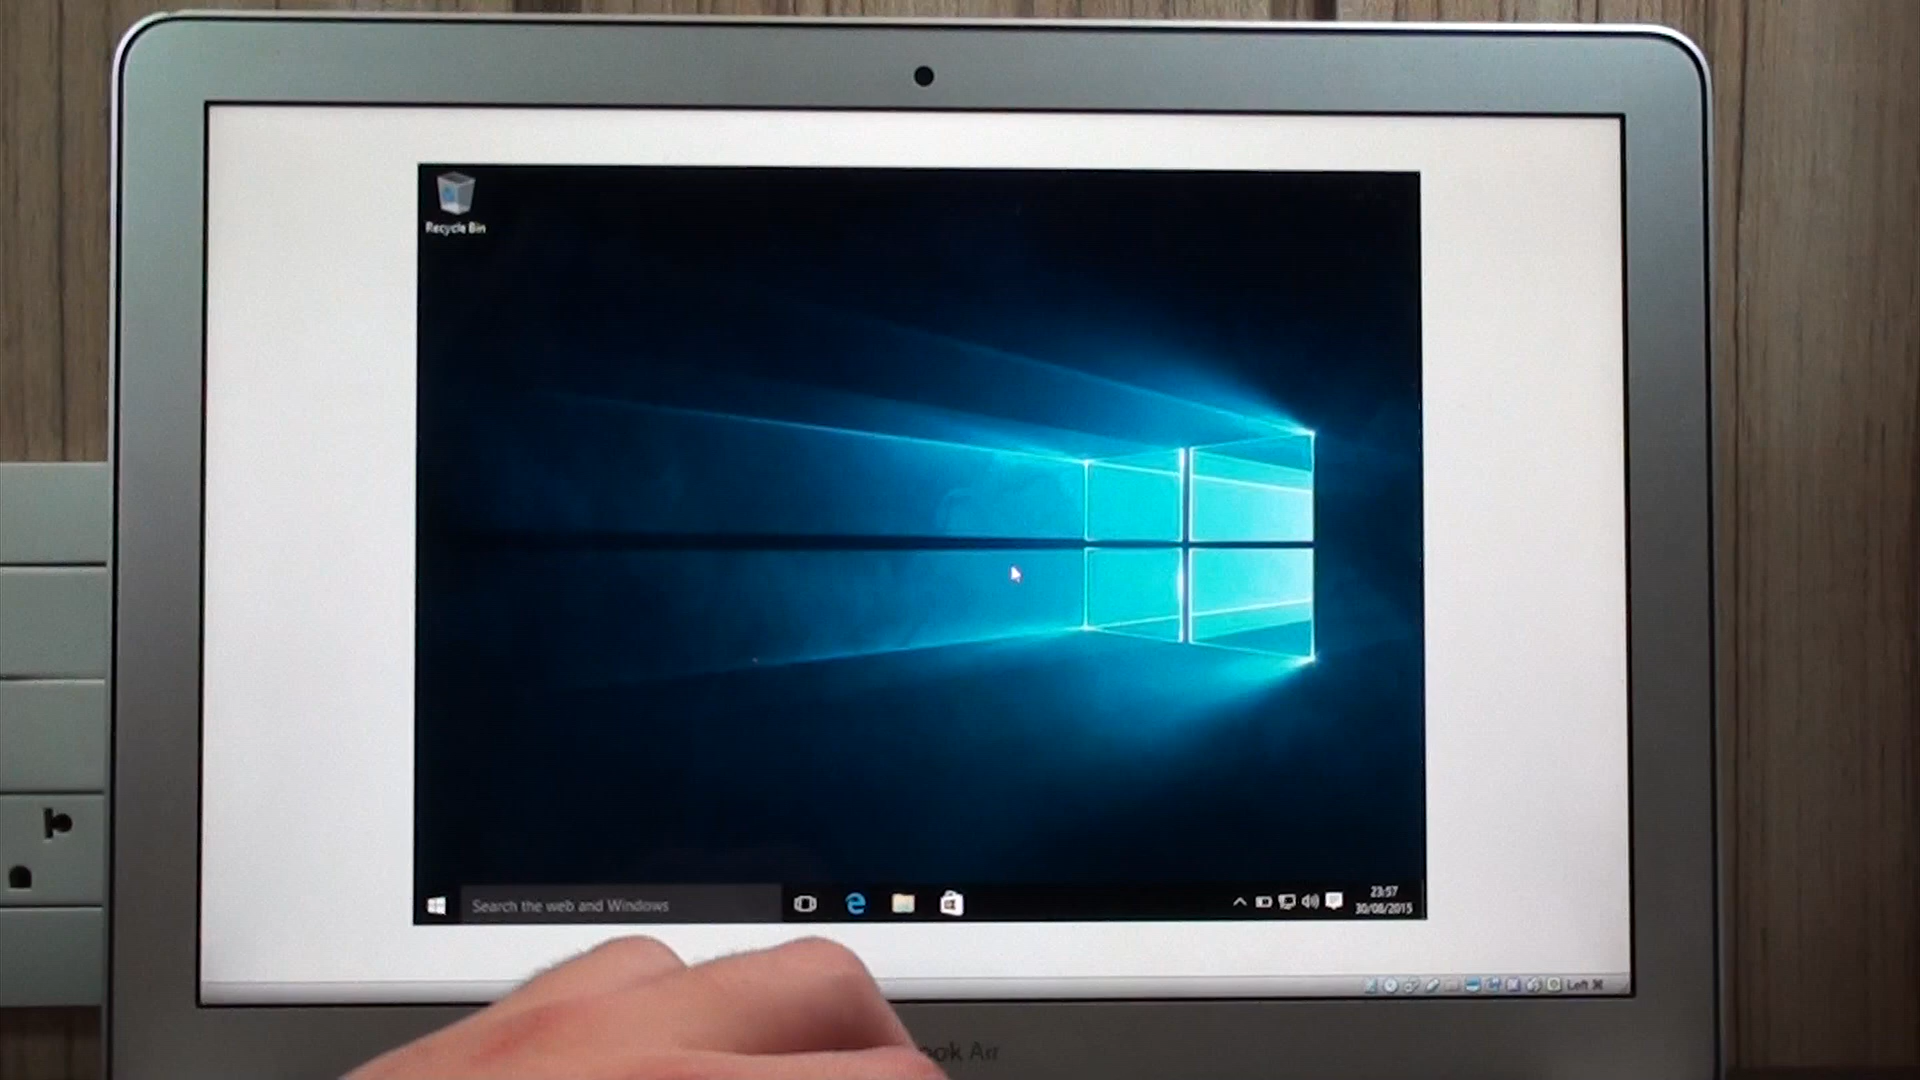 Recycle Bin
Search the web and Windows
23:57
30/08/2015
Left ⌘
ook Air